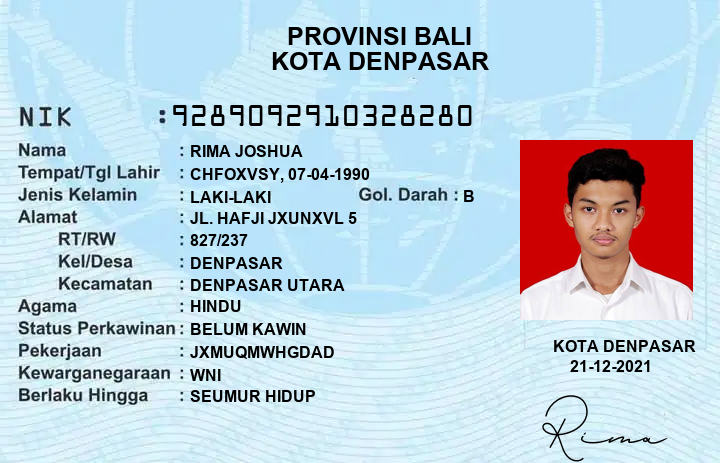 PROVINSI BALI
KOTA DENPASAR
NIK :9289092910328280
Nama : RIMA JOSHUA
Tempat/Tgl Lahir : CHFOXVSY, 07-04-1990
Jenis Kelamin : LAKI-LAKI Gol. Darah : B
Alamat : JL. HAFJI JXUNXVL 5
RT/RW : 827/237
Kel/Desa : DENPASAR
Kecamatan : DENPASAR UTARA
Agama : HINDU
Status Perkawinan : BELUM KAWIN
Pekerjaan : JXMUQMWHGDAD
Kewarganegaraan : WNI
Berlaku Hingga : SEUMUR HIDUP
KOTA DENPASAR
21-12-2021
Rima